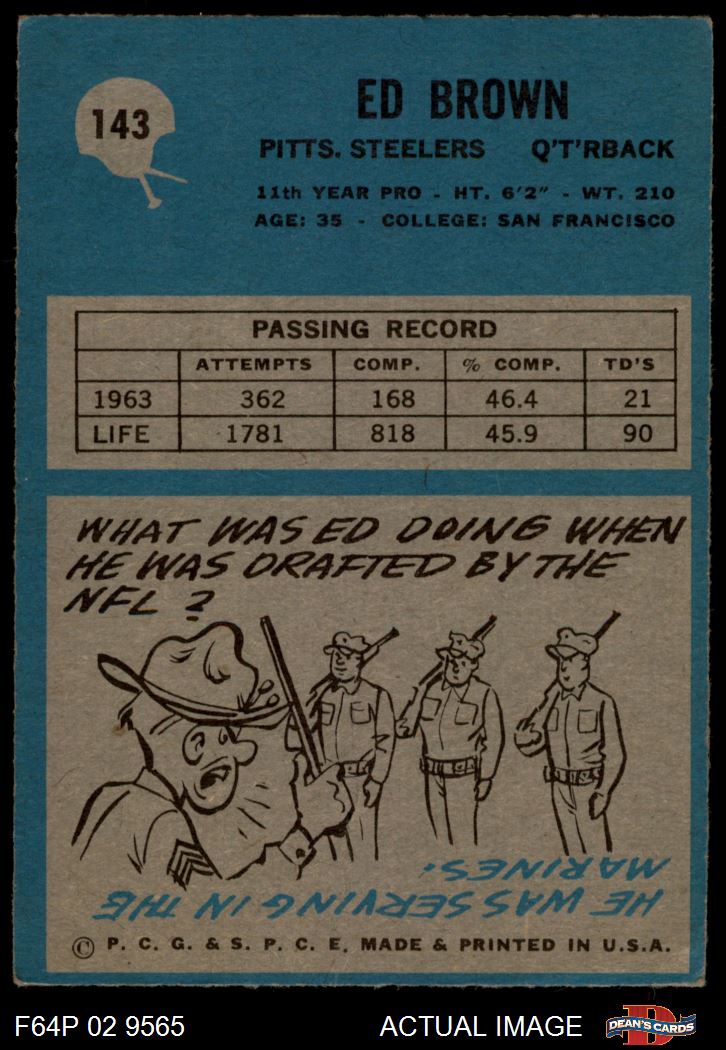 143
ED BROWN
PITTS. STEELERS Q'T'RBACK
11th YEAR PRO - HT. 6'2" - WT. 210
AGE: 35 - COLLEGE: SAN FRANCISCO
PASSING RECORD
ATTEMPTS COMP. % COMP. TD'S
1963 362 168 46.4 21
LIFE 1781 818 45.9 90
WHAT WAS ED DOING WHEN
HE WAS DRAFTED BY THE
NFL?
HE WAS SERVING IN THE
MARINES.
© P. C. G. & S. P. C. E. MADE & PRINTED IN U.S.A.
F64P 02 9565 ACTUAL IMAGE
D
DEAN'S CARDS